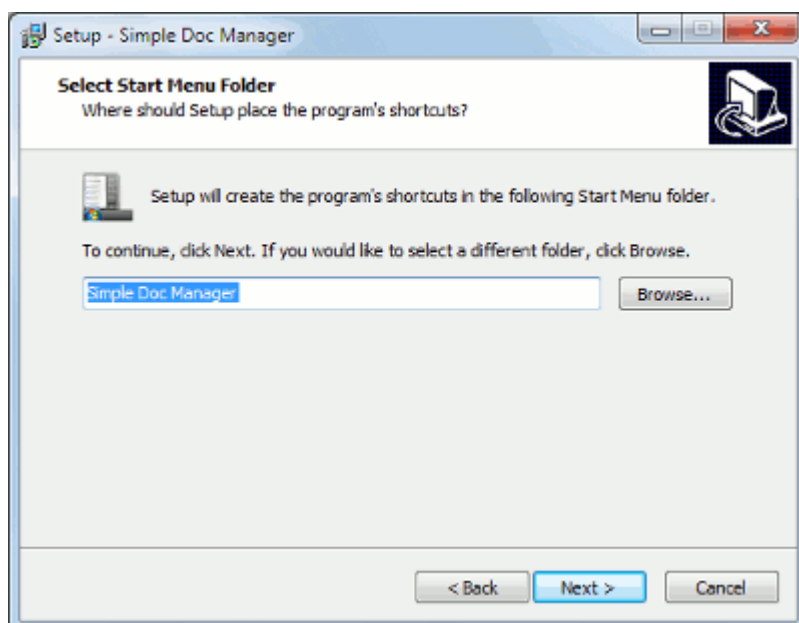 Setup - Simple Doc Manager
Select Start Menu Folder
Where should Setup place the program's shortcuts?
Setup will create the program's shortcuts in the following Start Menu folder.
To continue, click Next. If you would like to select a different folder, click Browse.
Simple Doc Manager
Browse...
< Back
Next >
Cancel